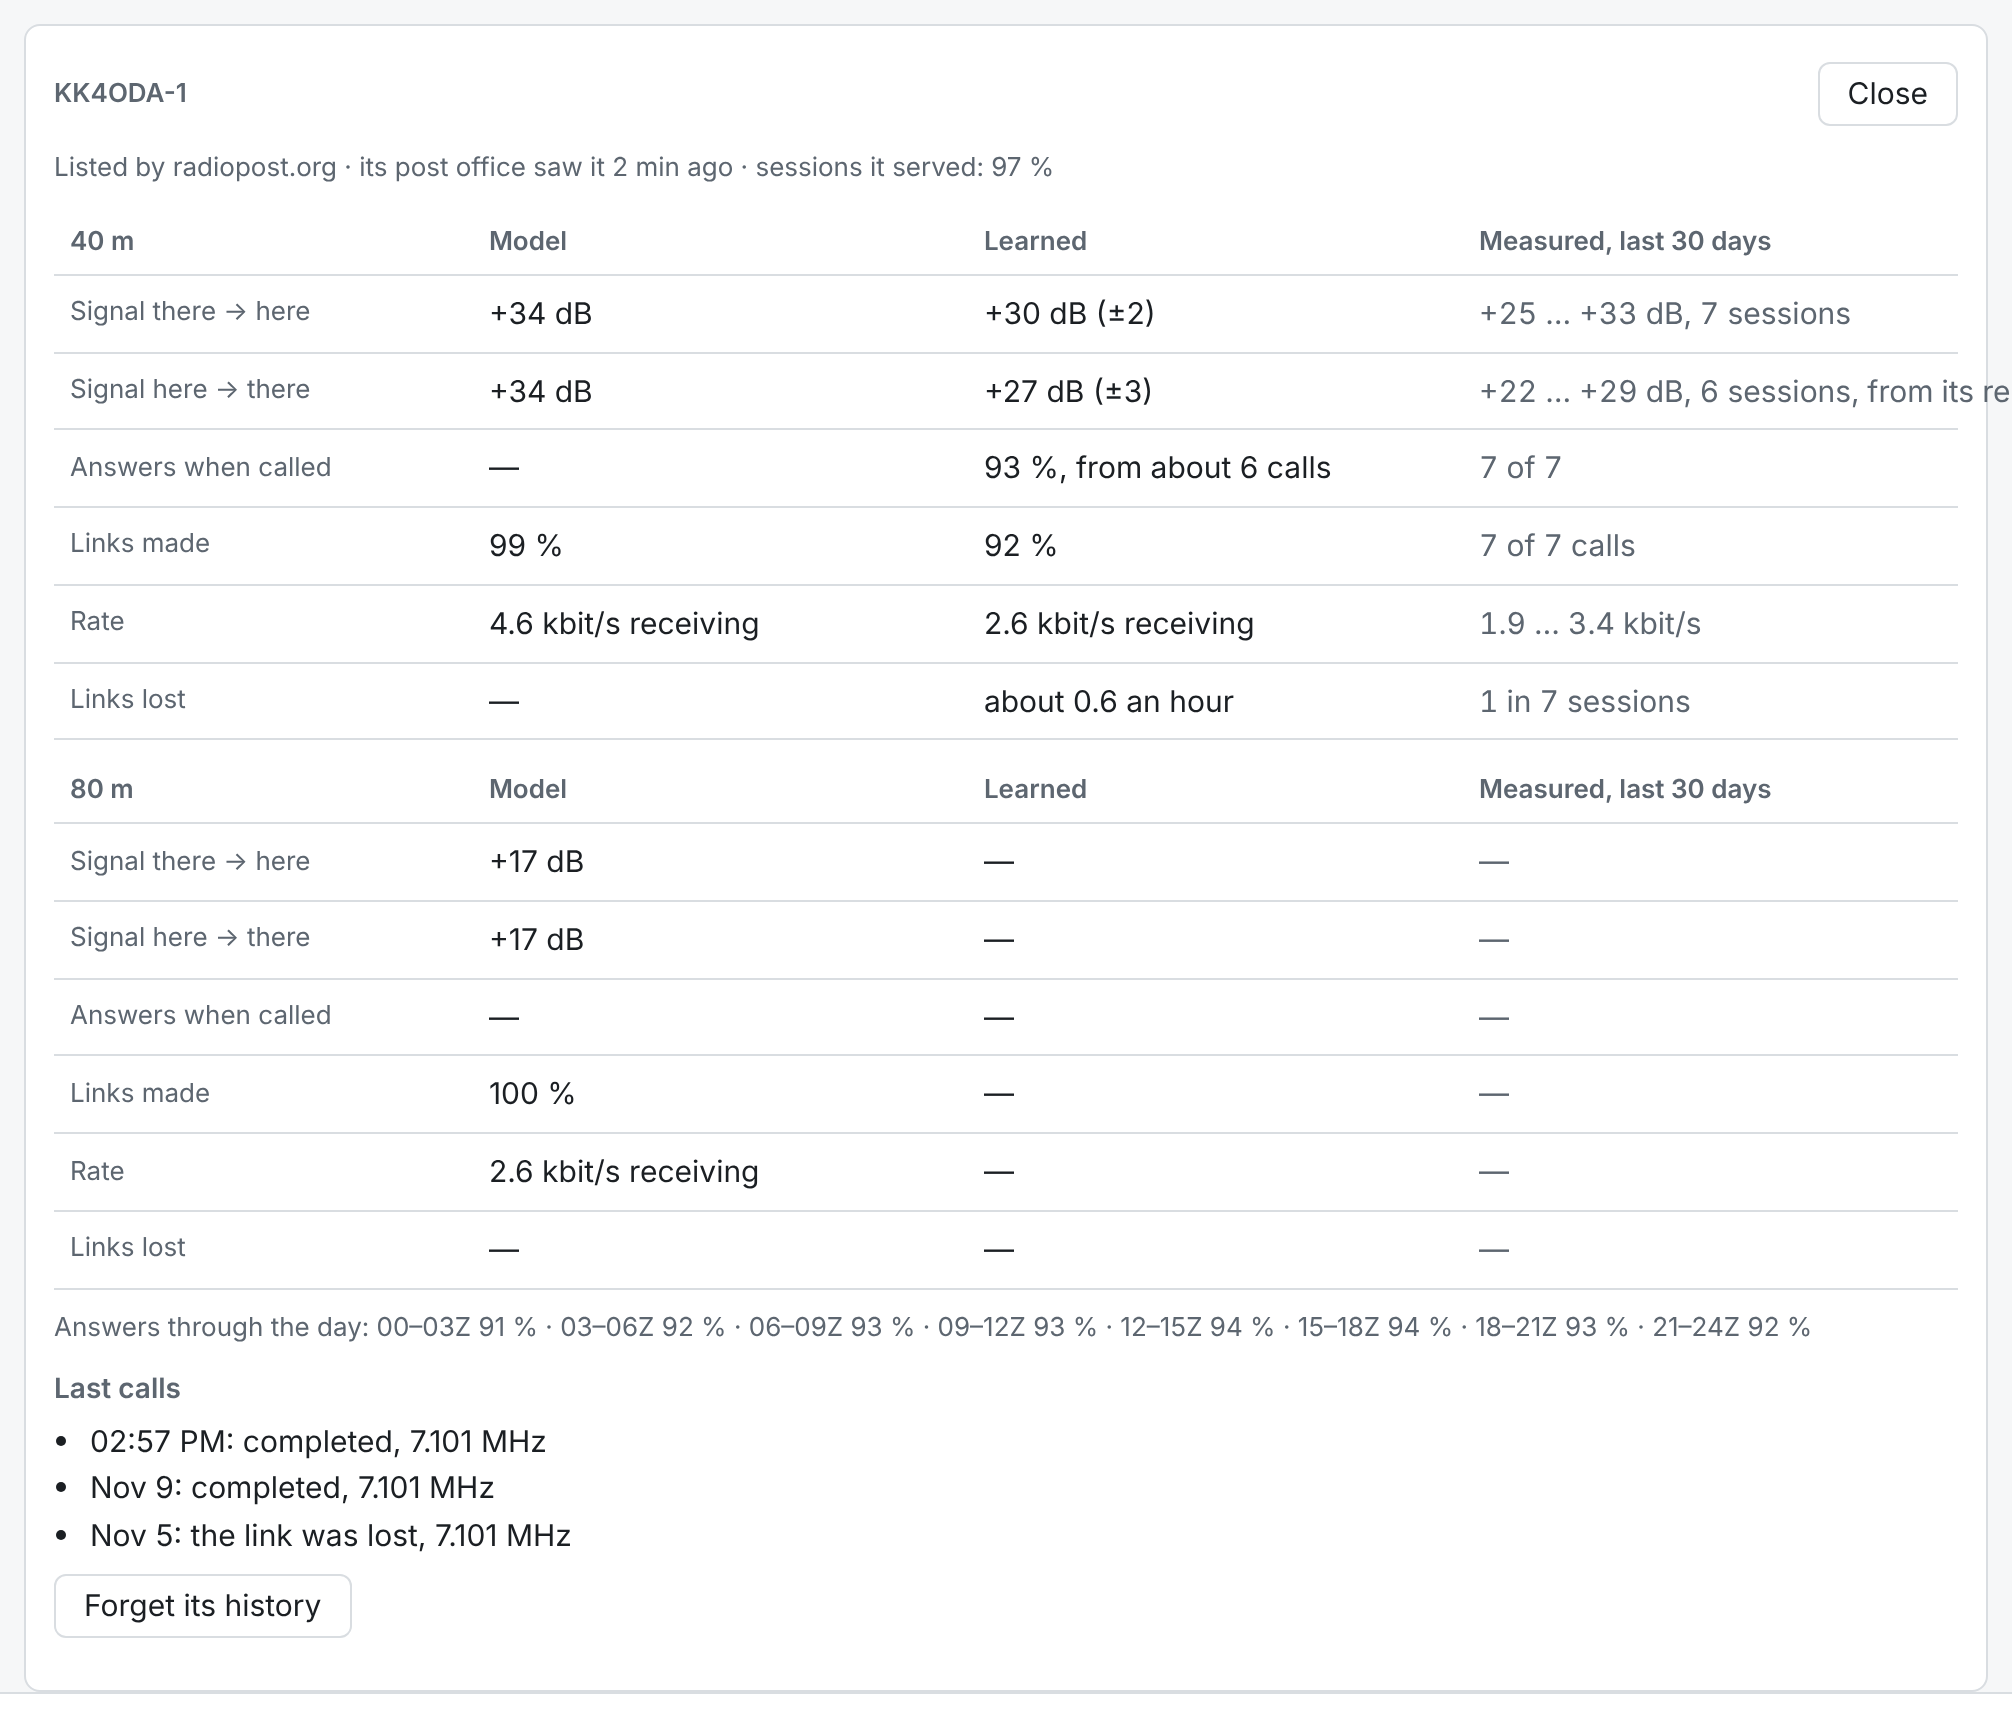 KK4ODA-1
Close
Listed by radiopost.org · its post office saw it 2 min ago · sessions it served: 97 %
40 m Model Learned Measured, last 30 days
Signal there → here +34 dB +30 dB (±2) +25 … +33 dB, 7 sessions
Signal here → there +34 dB +27 dB (±3) +22 … +29 dB, 6 sessions, from its
Answers when called — 93 %, from about 6 calls 7 of 7
Links made 99 % 92 % 7 of 7 calls
Rate 4.6 kbit/s receiving 2.6 kbit/s receiving 1.9 … 3.4 kbit/s
Links lost — about 0.6 an hour 1 in 7 sessions
80 m Model Learned Measured, last 30 days
Signal there → here +17 dB — —
Signal here → there +17 dB — —
Answers when called — — —
Links made 100 % — —
Rate 2.6 kbit/s receiving — —
Links lost — — —
Answers through the day: 00–03Z 91 % · 03–06Z 92 % · 06–09Z 93 % · 09–12Z 93 % · 12–15Z 94 % · 15–18Z 94 % · 18–21Z 93 % · 21–24Z 92 %
Last calls
• 02:57 PM: completed, 7.101 MHz
• Nov 9: completed, 7.101 MHz
• Nov 5: the link was lost, 7.101 MHz
Forget its history